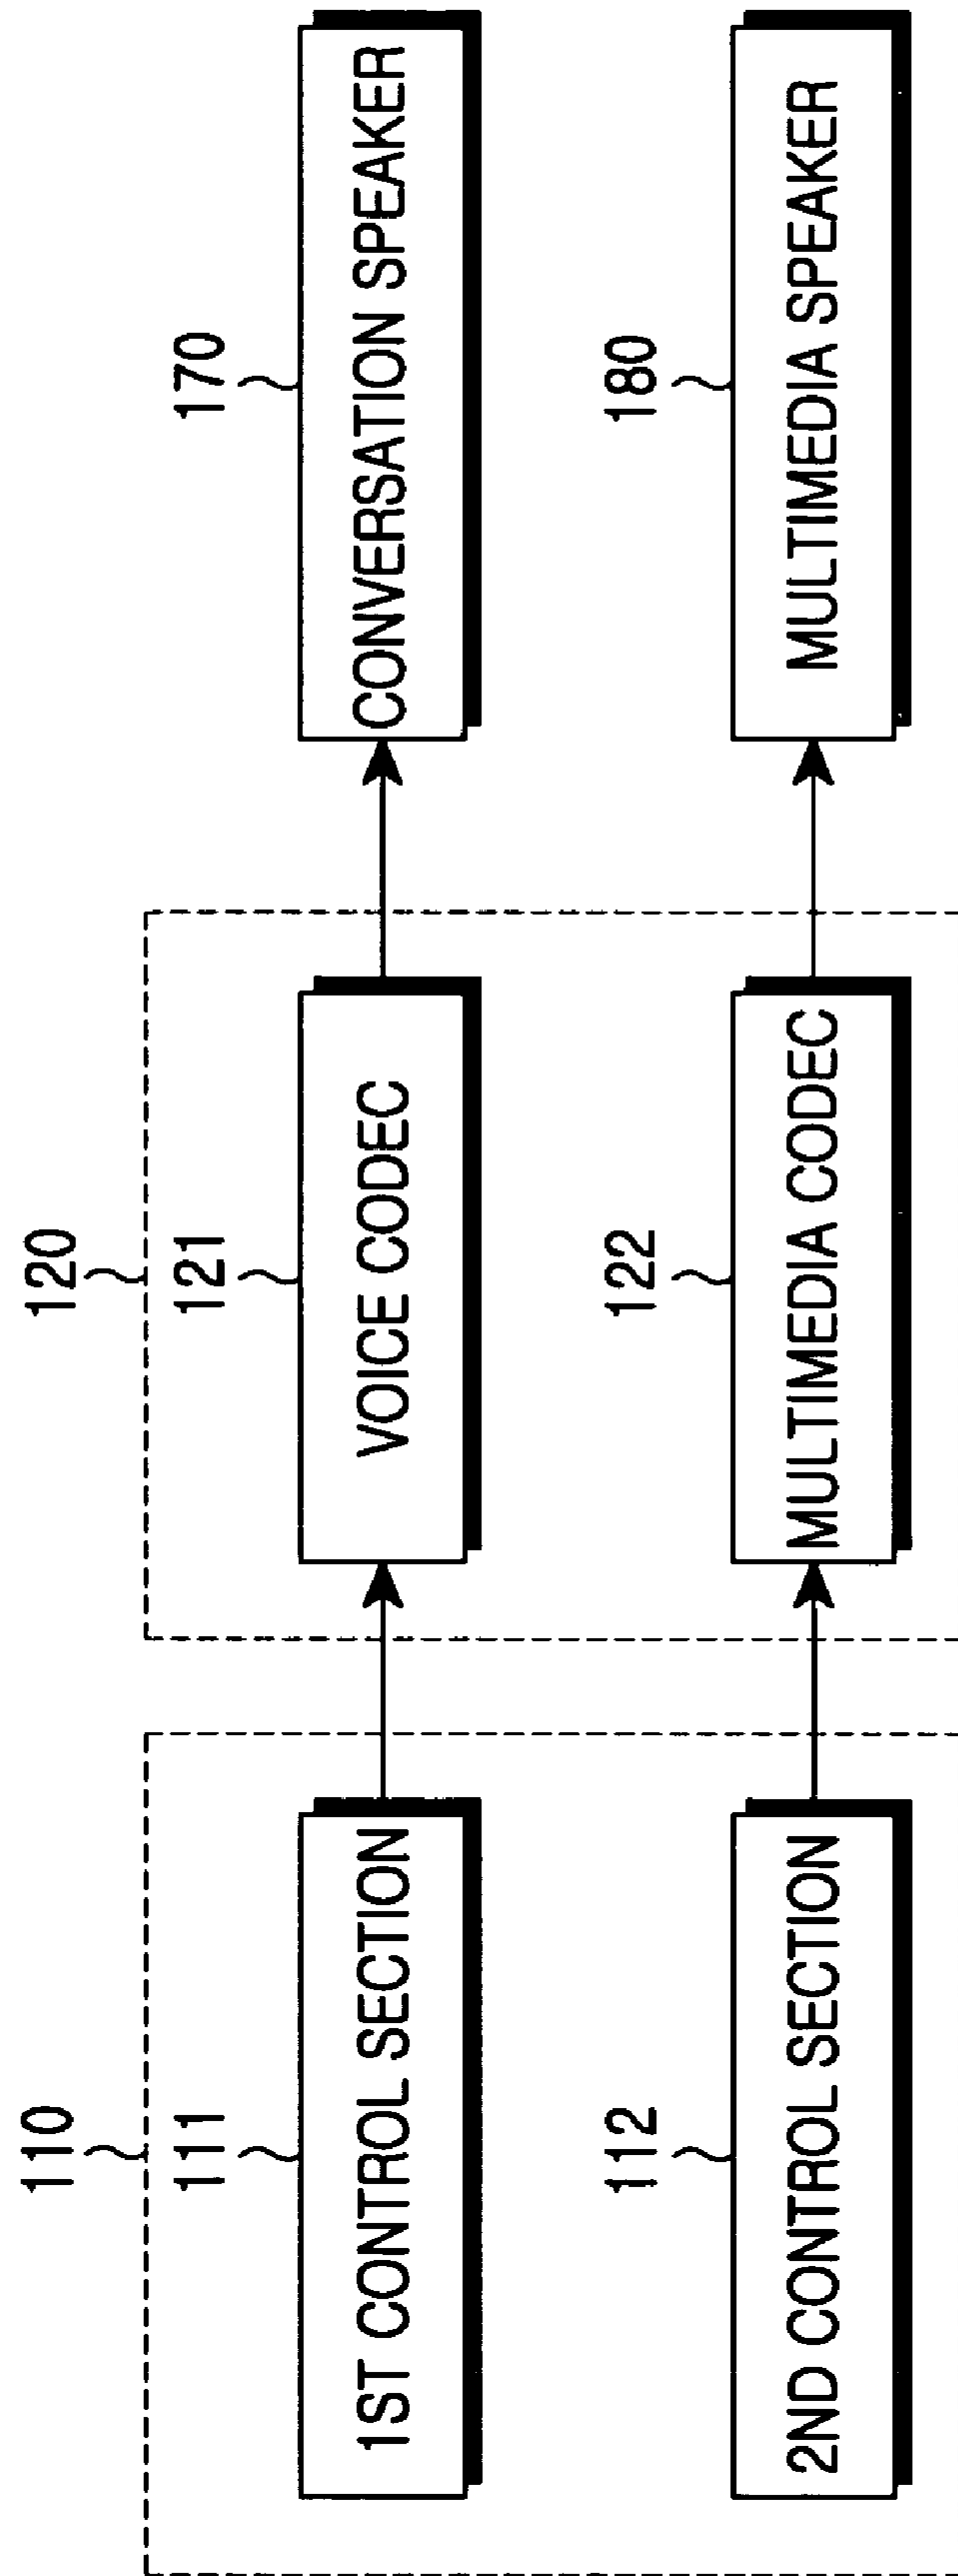 110
120
111
121
170
1ST CONTROL SECTION
VOICE CODEC
CONVERSATION SPEAKER
112
122
180
2ND CONTROL SECTION
MULTIMEDIA CODEC
MULTIMEDIA SPEAKER